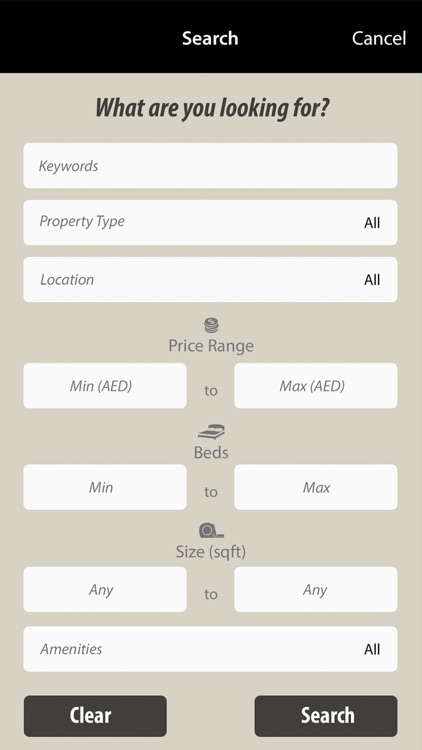 Search
Cancel
What are you looking for?
Keywords
Property Type All
Location All
Price Range
Min (AED) to Max (AED)
Beds
Min to Max
Size (sqft)
Any to Any
Amenities All
Clear Search